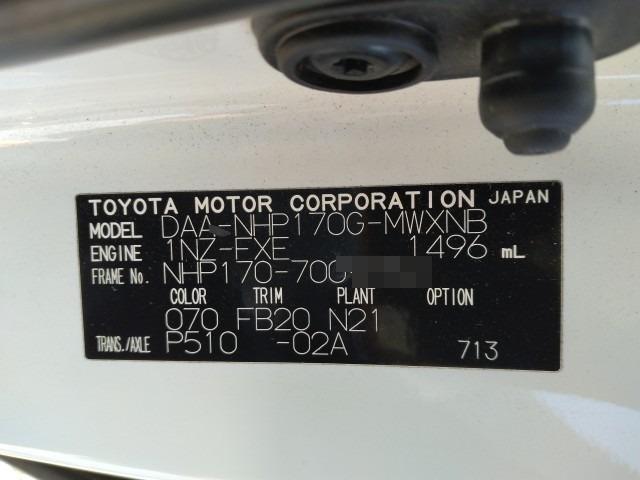 TOYOTA MOTOR CORPORATION JAPAN
MODEL DAA-NHP170G-MWXNB
ENGINE 1NZ-FXE 1496 mL
FRAME No. NHP170-700
COLOR TRIM PLANT OPTION
070 FB20 N21
TRANS./AXLE P510 -02A 713